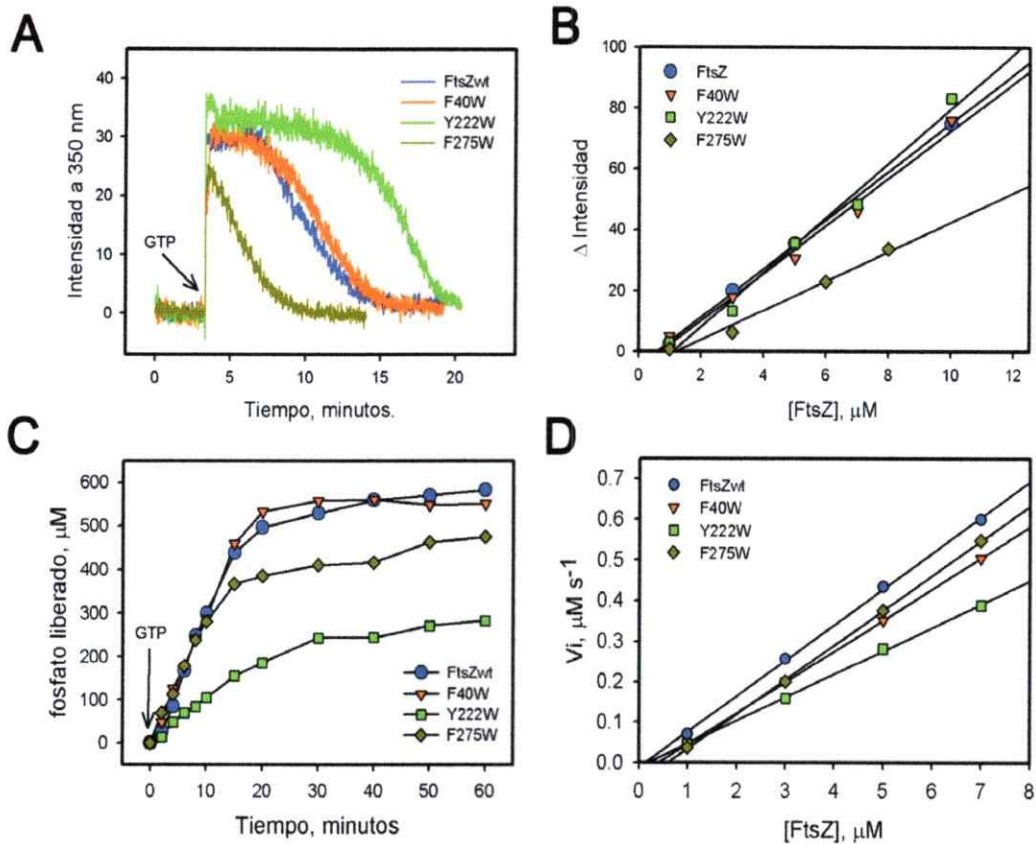 A
Intensidad a 350 nm
40
30
20
10
0
GTP
FtsZwt
F40W
Y222W
F275W
0 5 10 15 20
Tiempo, minutos.
B
Δ Intensidad
100
80
60
40
20
0
FtsZ
F40W
Y222W
F275W
0 2 4 6 8 10 12
[FtsZ], μM
C
fosfato liberado, μM
600
500
400
300
200
100
0
GTP
FtsZwt
F40W
Y222W
F275W
0 10 20 30 40 50 60
Tiempo, minutos
D
Vi, μM s⁻¹
0.7
0.6
0.5
0.4
0.3
0.2
0.1
0.0
FtsZwt
F40W
Y222W
F275W
0 1 2 3 4 5 6 7 8
[FtsZ], μM